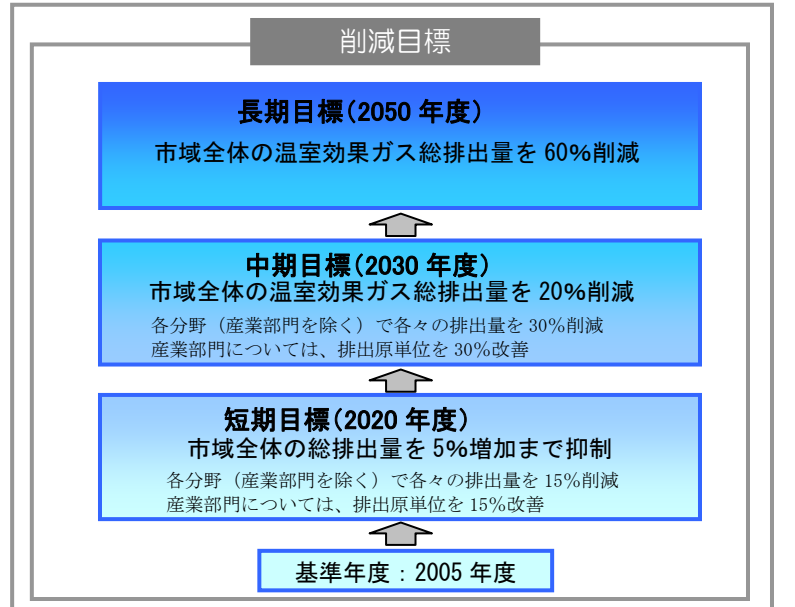 削減目標
長期目標（2050 年度）
市域全体の温室効果ガス総排出量を 60％削減
中期目標（2030 年度）
市域全体の温室効果ガス総排出量を 20％削減
各分野（産業部門を除く）で各々の排出量を 30％削減
産業部門については、排出原単位を 30％改善
短期目標（2020 年度）
市域全体の総排出量を 5％増加まで抑制
各分野（産業部門を除く）で各々の排出量を 15％削減
産業部門については、排出原単位を 15％改善
基準年度：2005 年度